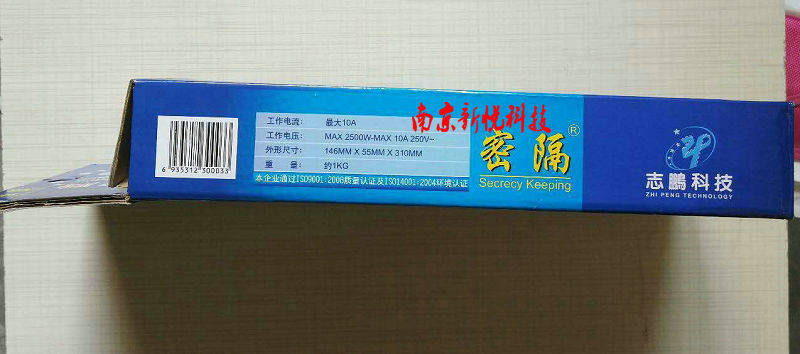 6 935312 300033
工作电流： 最大10A
工作电压： MAX 2500W-MAX 10A 250V~
外形尺寸： 146MM X 55MM X 310MM
重 量： 约1KG
本企业通过ISO9001:2008质量认证及ISO14001:2004环境认证
南京新悦科技
密隔®
Secrecy Keeping
ZP
志鹏科技
ZHI PENG TECHNOLOGY